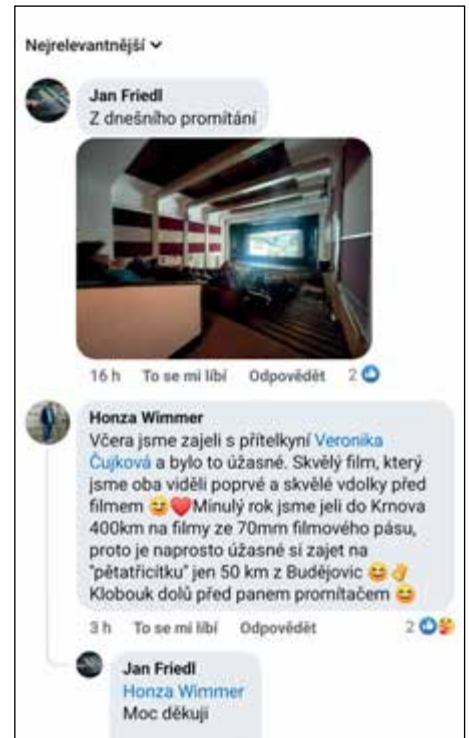 Nejrelevantnější
Jan Friedl
Z dnešního promítání
16 h To se mi líbí Odpovědět 2
Honza Wimmer
Včera jsme zajeli s přítelkyní Veronika
Čujková a bylo to úžasné. Skvělý film, který
jsme oba viděli poprvé a skvělé vdolky před
filmem 😅❤️Minulý rok jsme jeli do Krnova
400km na filmy ze 70mm filmového pásu,
proto je naprosto úžasné si zajet na
"pětatřicítku" jen 50 km z Budějovic 😅👌
Klobouk dolů před panem promítačem 😅
3 h To se mi líbí Odpovědět 2
Jan Friedl
Honza Wimmer
Moc děkuji